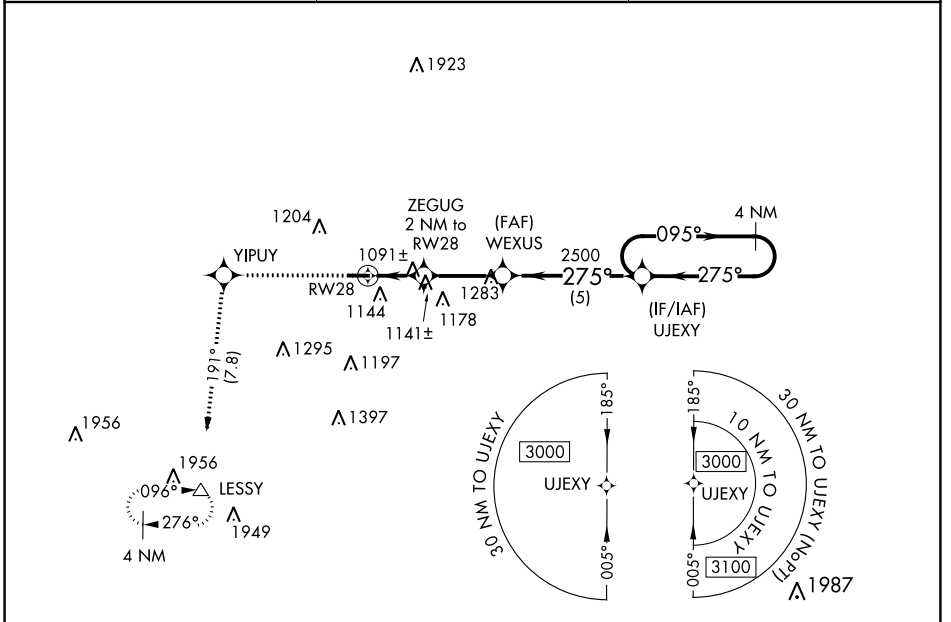 1923
ZEGUG
2 NM to
RW28
(FAF)
WEXUS
4 NM
1204
095°
YIPUY
1091±
2500
275°
275°
(5)
RW28
1283
1144
1178
1141±
(IF/IAF)
UJEXY
1295
1197
191°
(7.8)
1397
1956
1956
096°
LESSY
276°
1949
4 NM
30 NM TO UJEXY
185°
3000
UJEXY
005°
185°
30 NM TO UJEXY (NoPT)
10 NM TO UJEXY
3000
UJEXY
005°
3100
1987